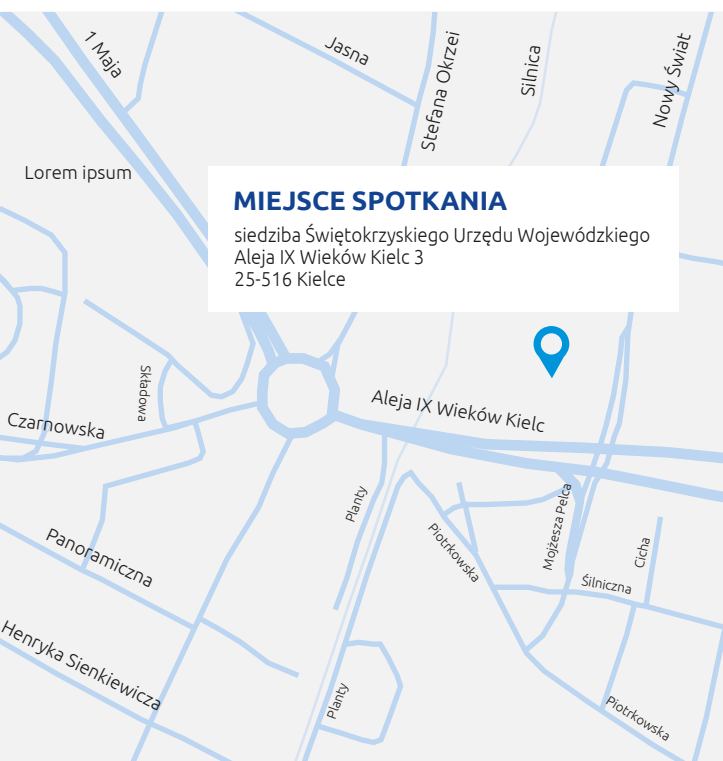 1 Maja
Jasna
Stefana Okrzei
Silnica
Nowy Świat
Lorem ipsum
MIEJSCE SPOTKANIA
siedziba Świętokrzyskiego Urzędu Wojewódzkiego
Aleja IX Wieków Kielc 3
25-516 Kielce
Składowa
Aleja IX Wieków Kielc
Czarnowska
Planty
Mojżesza Pelca
Piotrkowska
Cicha
Panoramiczna
Śilniczna
Henryka Sienkiewicza
Planty
Piotrkowska